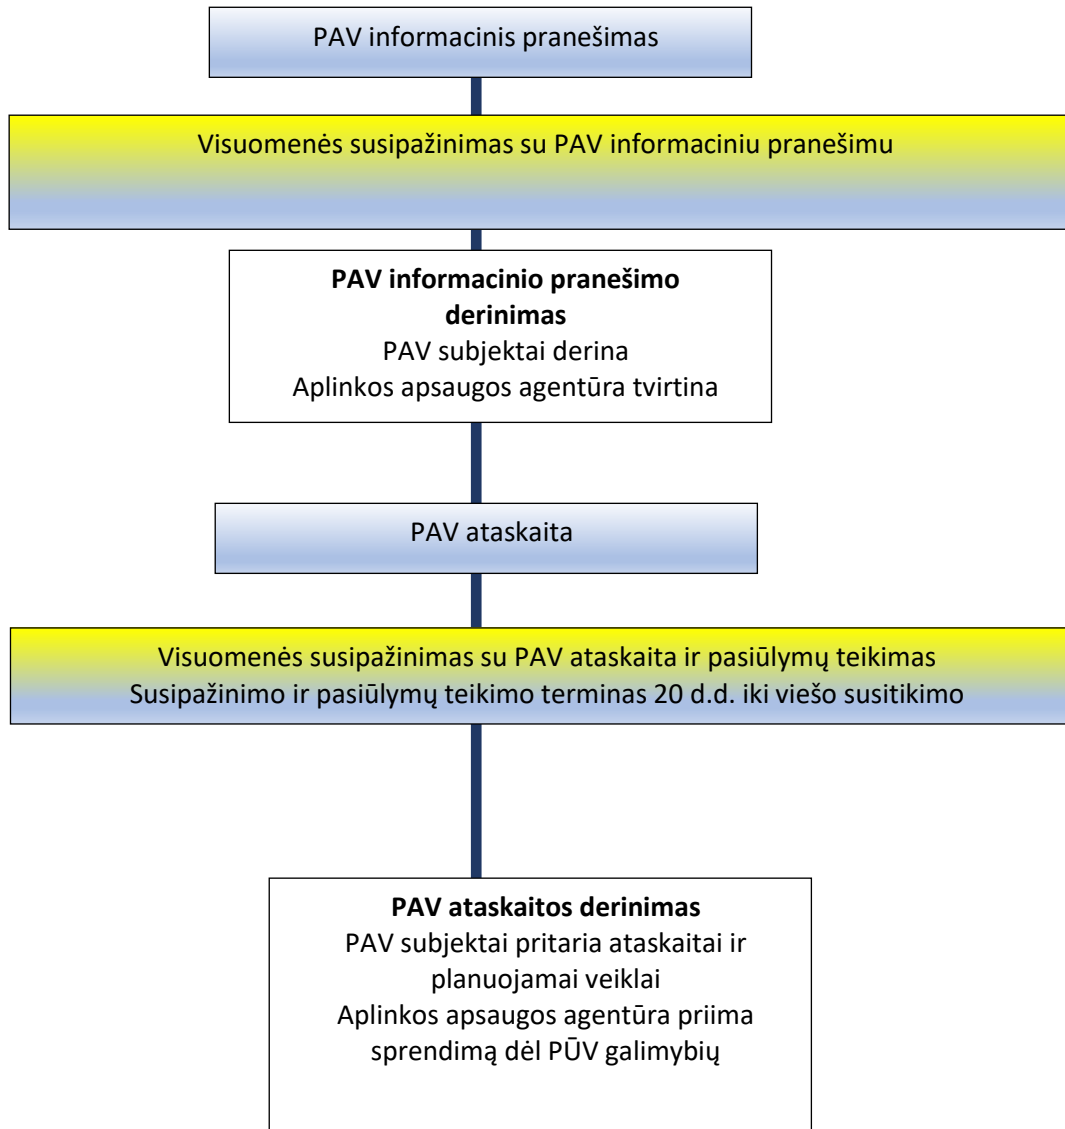 PAV informacinis pranešimas
Visuomenės susipažinimas su PAV informaciniu pranešimu
PAV informacinio pranešimo
derinimas
PAV subjektai derina
Aplinkos apsaugos agentūra tvirtina
PAV ataskaita
Visuomenės susipažinimas su PAV ataskaita ir pasiūlymų teikimas
Susipažinimo ir pasiūlymų teikimo terminas 20 d.d. iki viešo susitikimo
PAV ataskaitos derinimas
PAV subjektai pritaria ataskaitai ir
planuojamai veiklai
Aplinkos apsaugos agentūra priima
sprendimą dėl PŪV galimybių